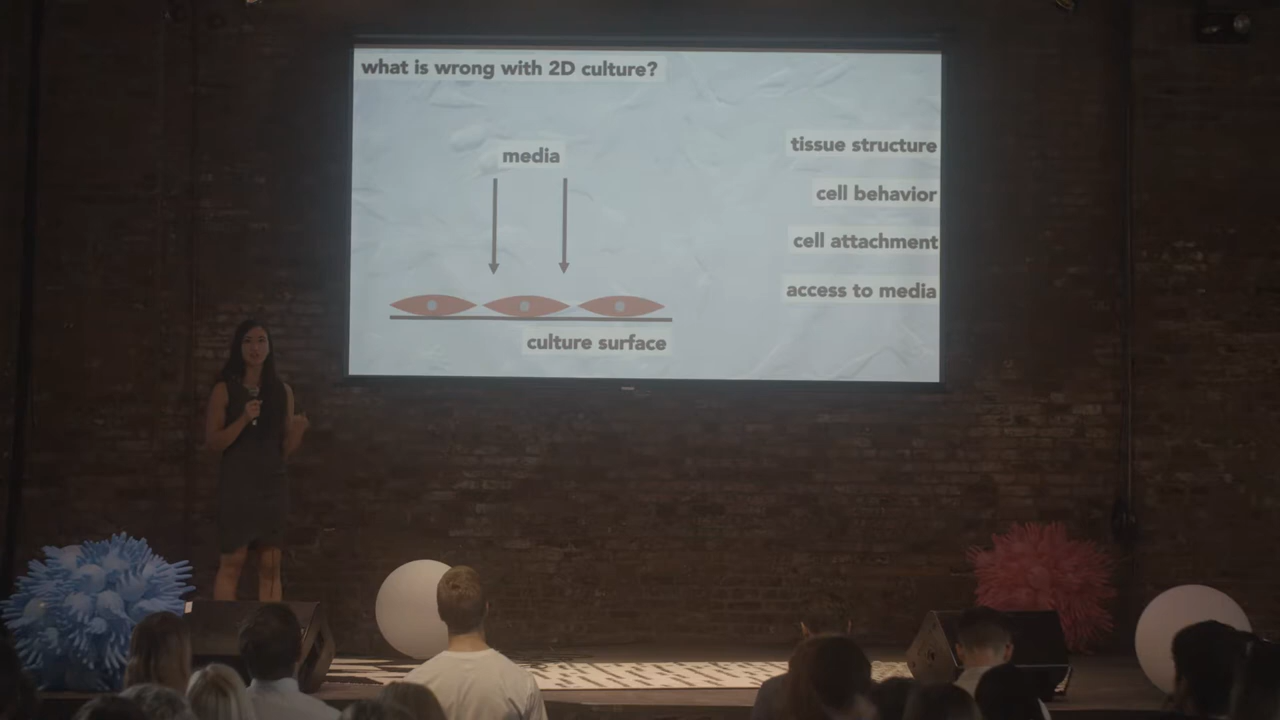 what is wrong with 2D culture?
media
culture surface
tissue structure
cell behavior
cell attachment
access to media